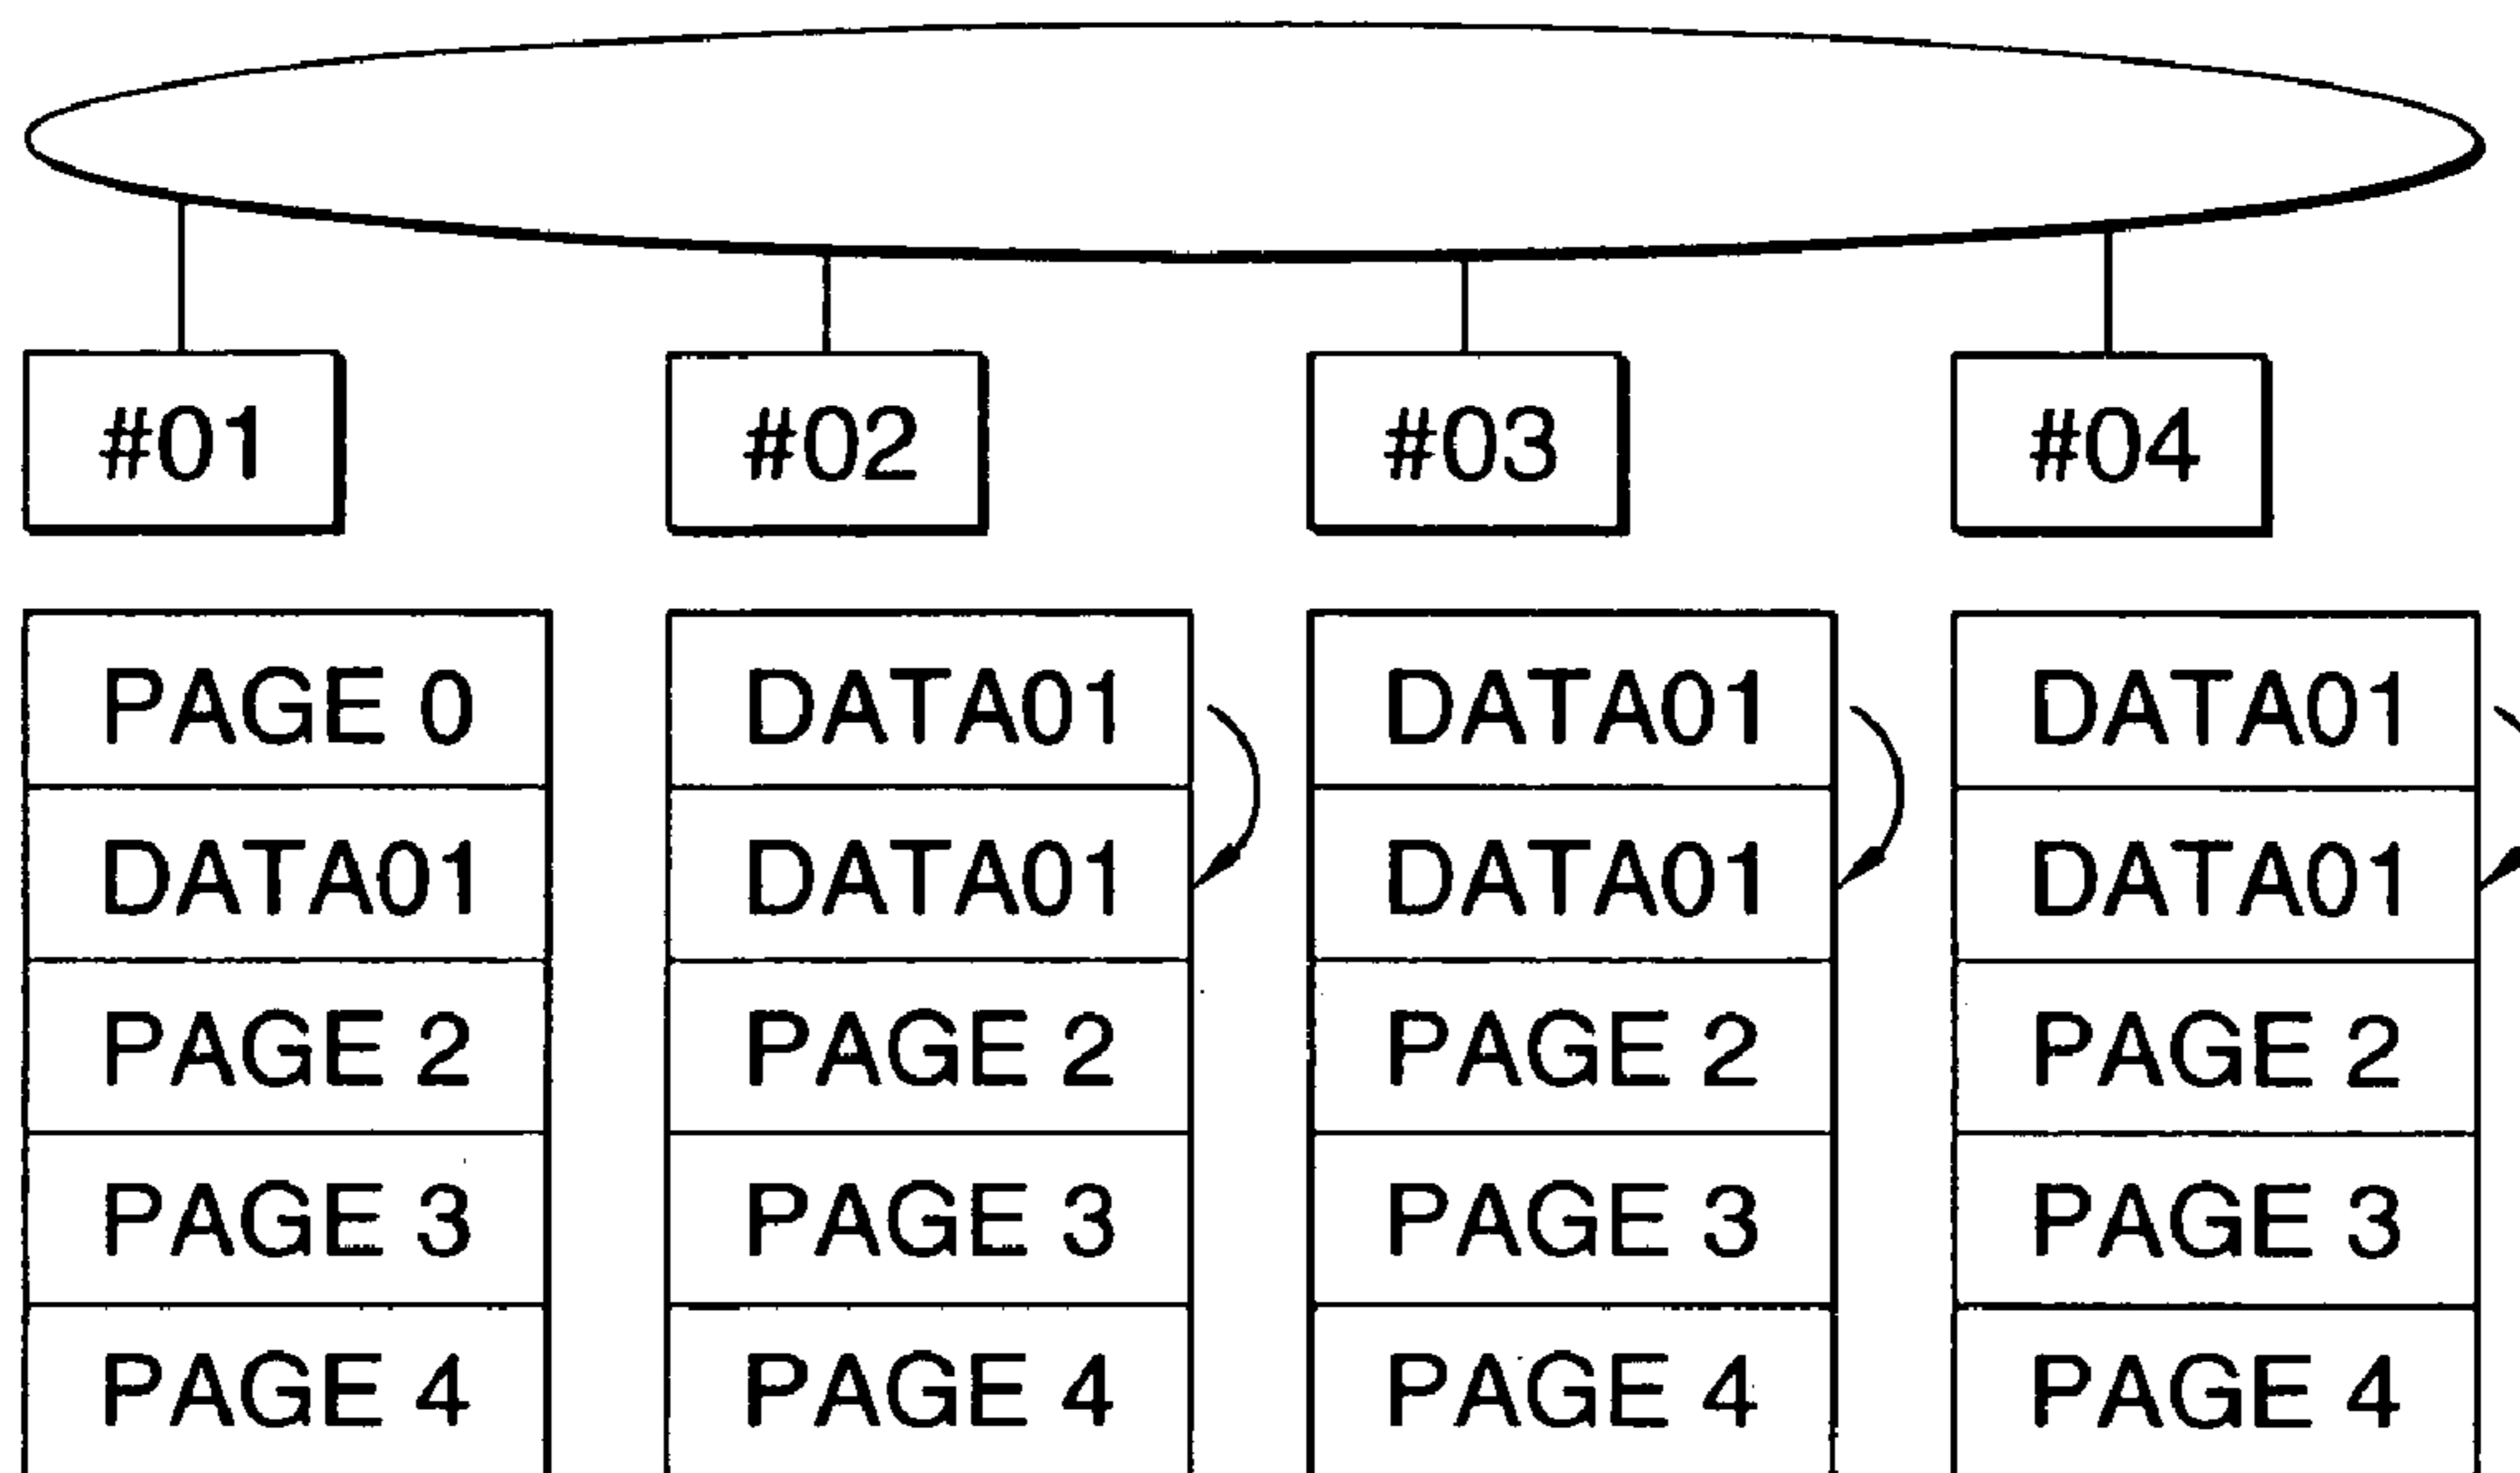 #01 #02 #03 #04
PAGE 0 DATA01 DATA01 DATA01
DATA01 DATA01 DATA01 DATA01
PAGE 2 PAGE 2 PAGE 2 PAGE 2
PAGE 3 PAGE 3 PAGE 3 PAGE 3
PAGE 4 PAGE 4 PAGE 4 PAGE 4